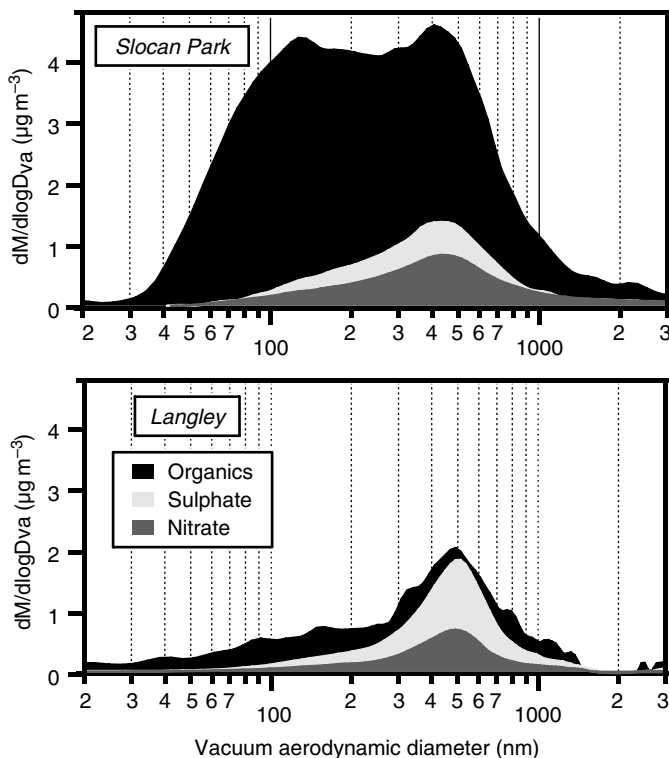 Slocan Park
dM/dlogDva (µg m⁻³)
4
3
2
1
0
2 3 4 5 6 7 100 2 3 4 5 6 7 1000 2 3
Langley
Organics
Sulphate
Nitrate
dM/dlogDva (µg m⁻³)
4
3
2
1
0
2 3 4 5 6 7 100 2 3 4 5 6 7 1000 2 3
Vacuum aerodynamic diameter (nm)